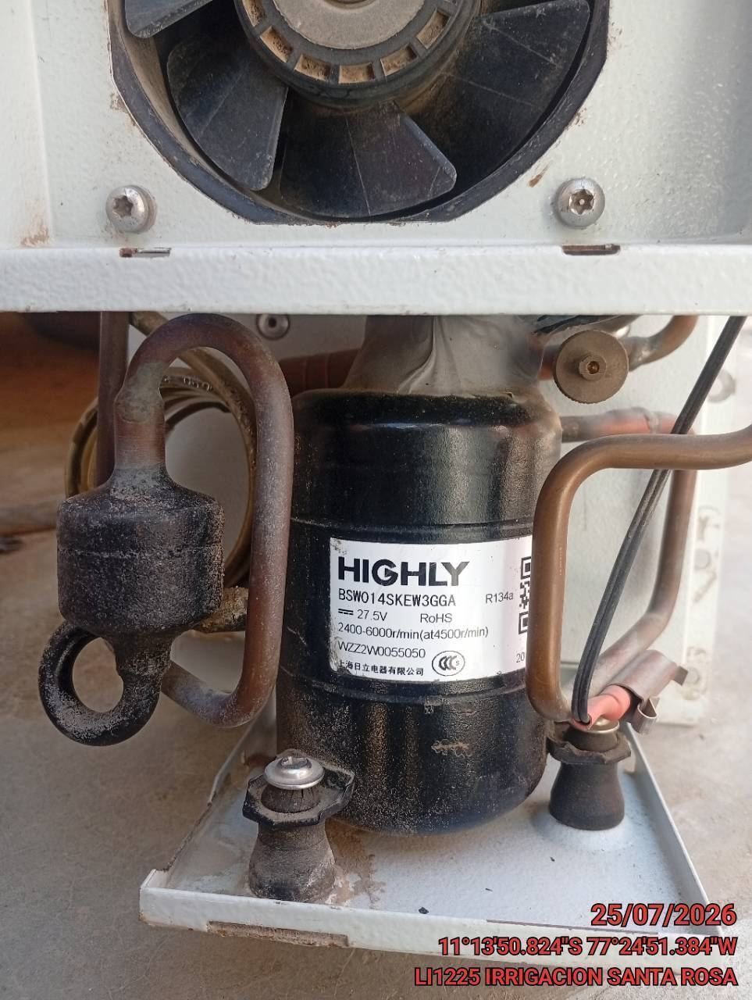 HIGHLY
BSW014SKEW3GGA R134a
27.5V RoHS
2400-6000r/min(at4500r/min)
WZZ2W0055050
上海日立电器有限公司 CCC S
20
25/07/2026
11°13'50.824"S 77°24'51.384"W
LI1225 IRRIGACION SANTA ROSA